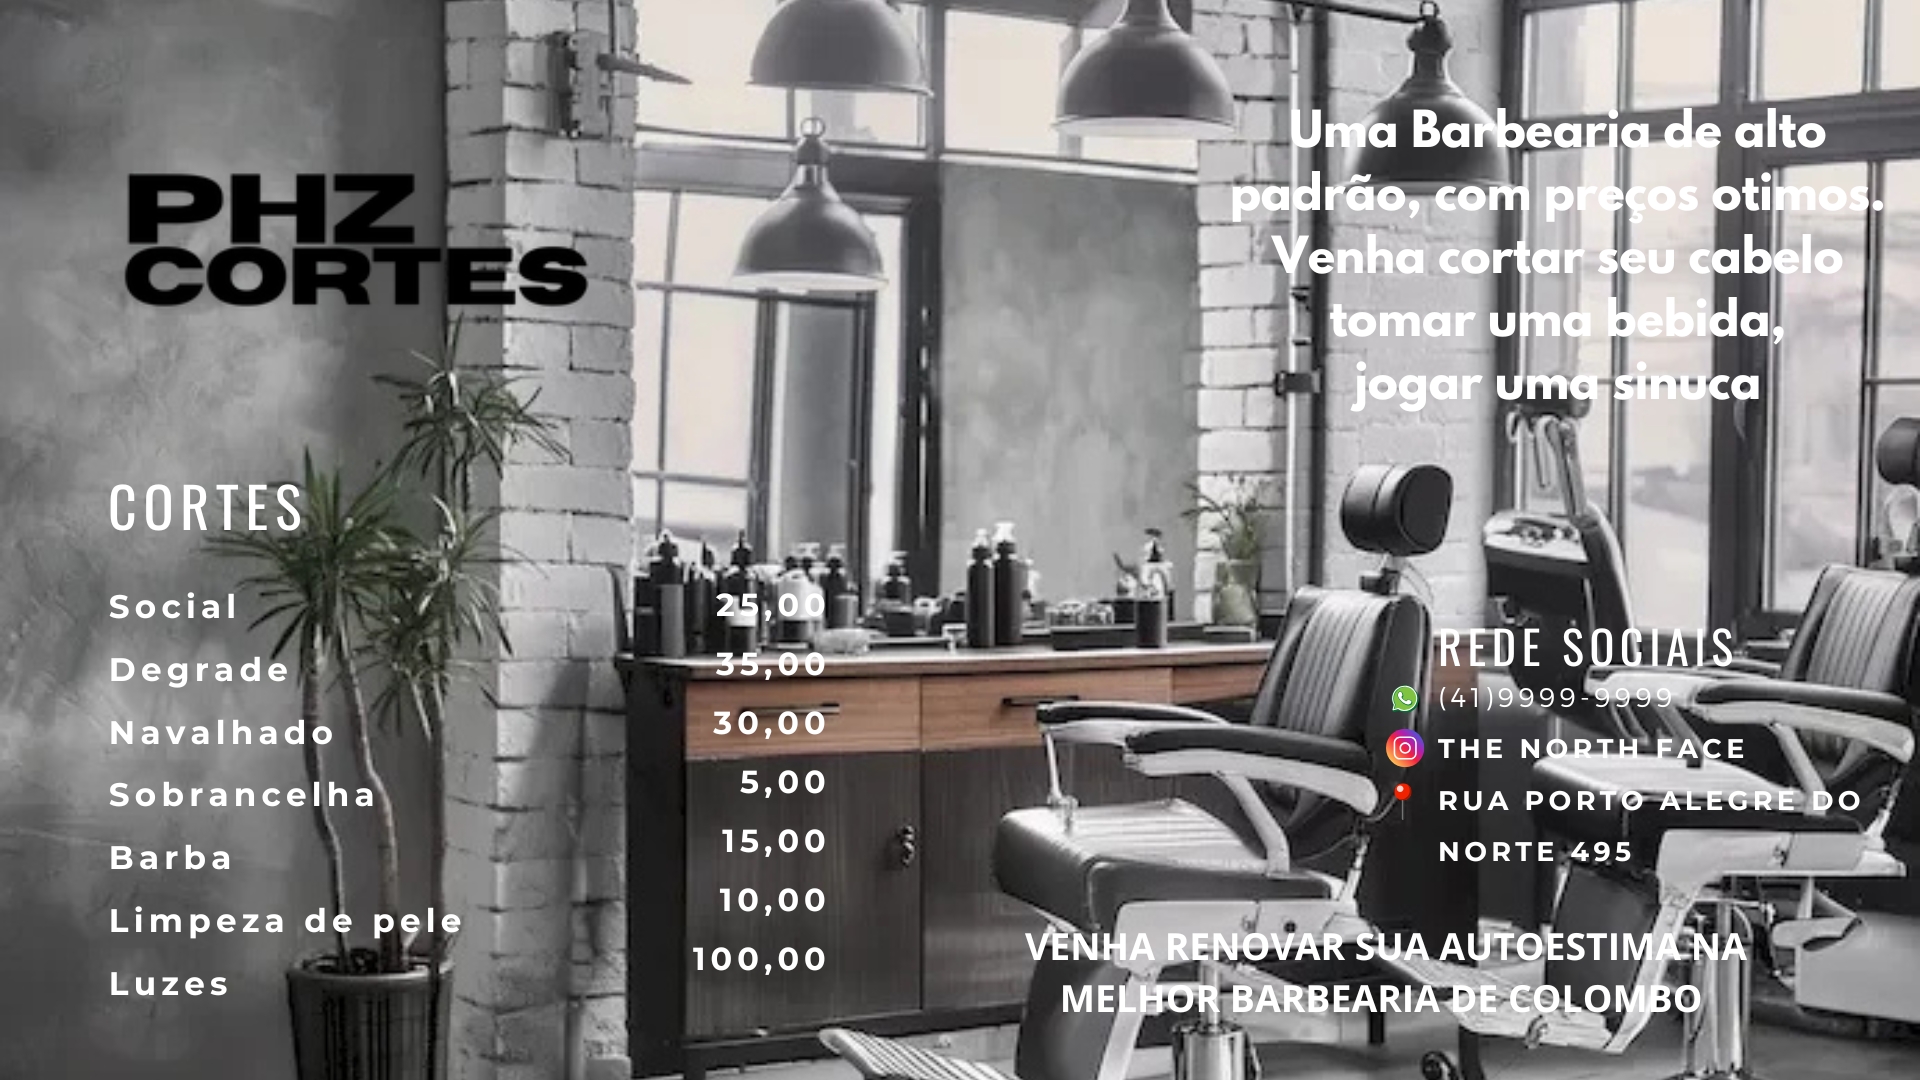 PHZ
CORTES
Uma Barbearia de alto
padrão, com preços otimos.
Venha cortar seu cabelo
tomar uma bebida,
jogar uma sinuca
CORTES
Social 25,00
Degrade 35,00
Navalhado 30,00
Sobrancelha 5,00
Barba 15,00
Limpeza de pele 10,00
Luzes 100,00
REDE SOCIAIS
(41)9999-9999
THE NORTH FACE
RUA PORTO ALEGRE DO
NORTE 495
VENHA RENOVAR SUA AUTOESTIMA NA
MELHOR BARBEARIA DE COLOMBO